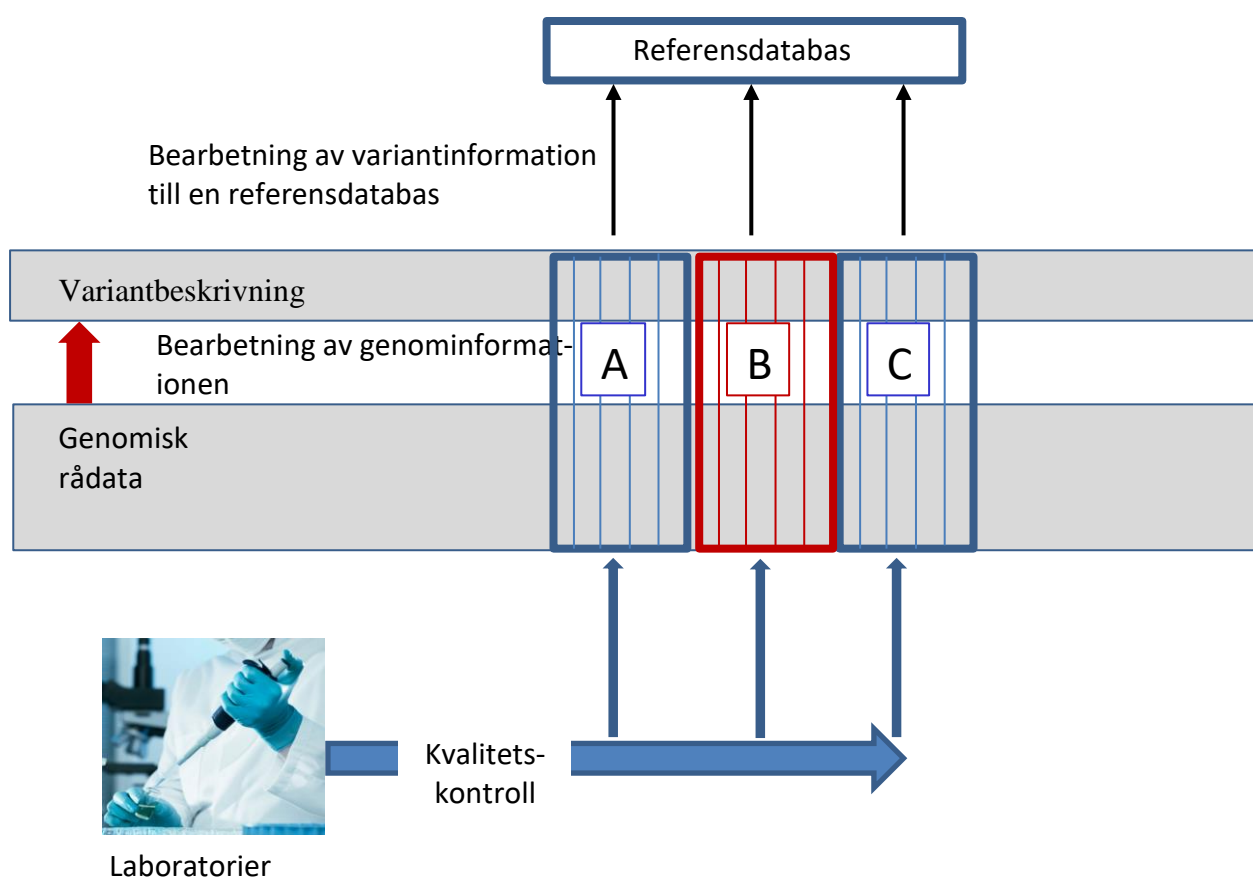 Referensdatabas
Bearbetning av variantinformation
till en referensdatabas
Variantbeskrivning
Bearbetning av genominformat-
ionen
A
B
C
Genomisk
rådata
Kvalitets-
kontroll
Laboratorier